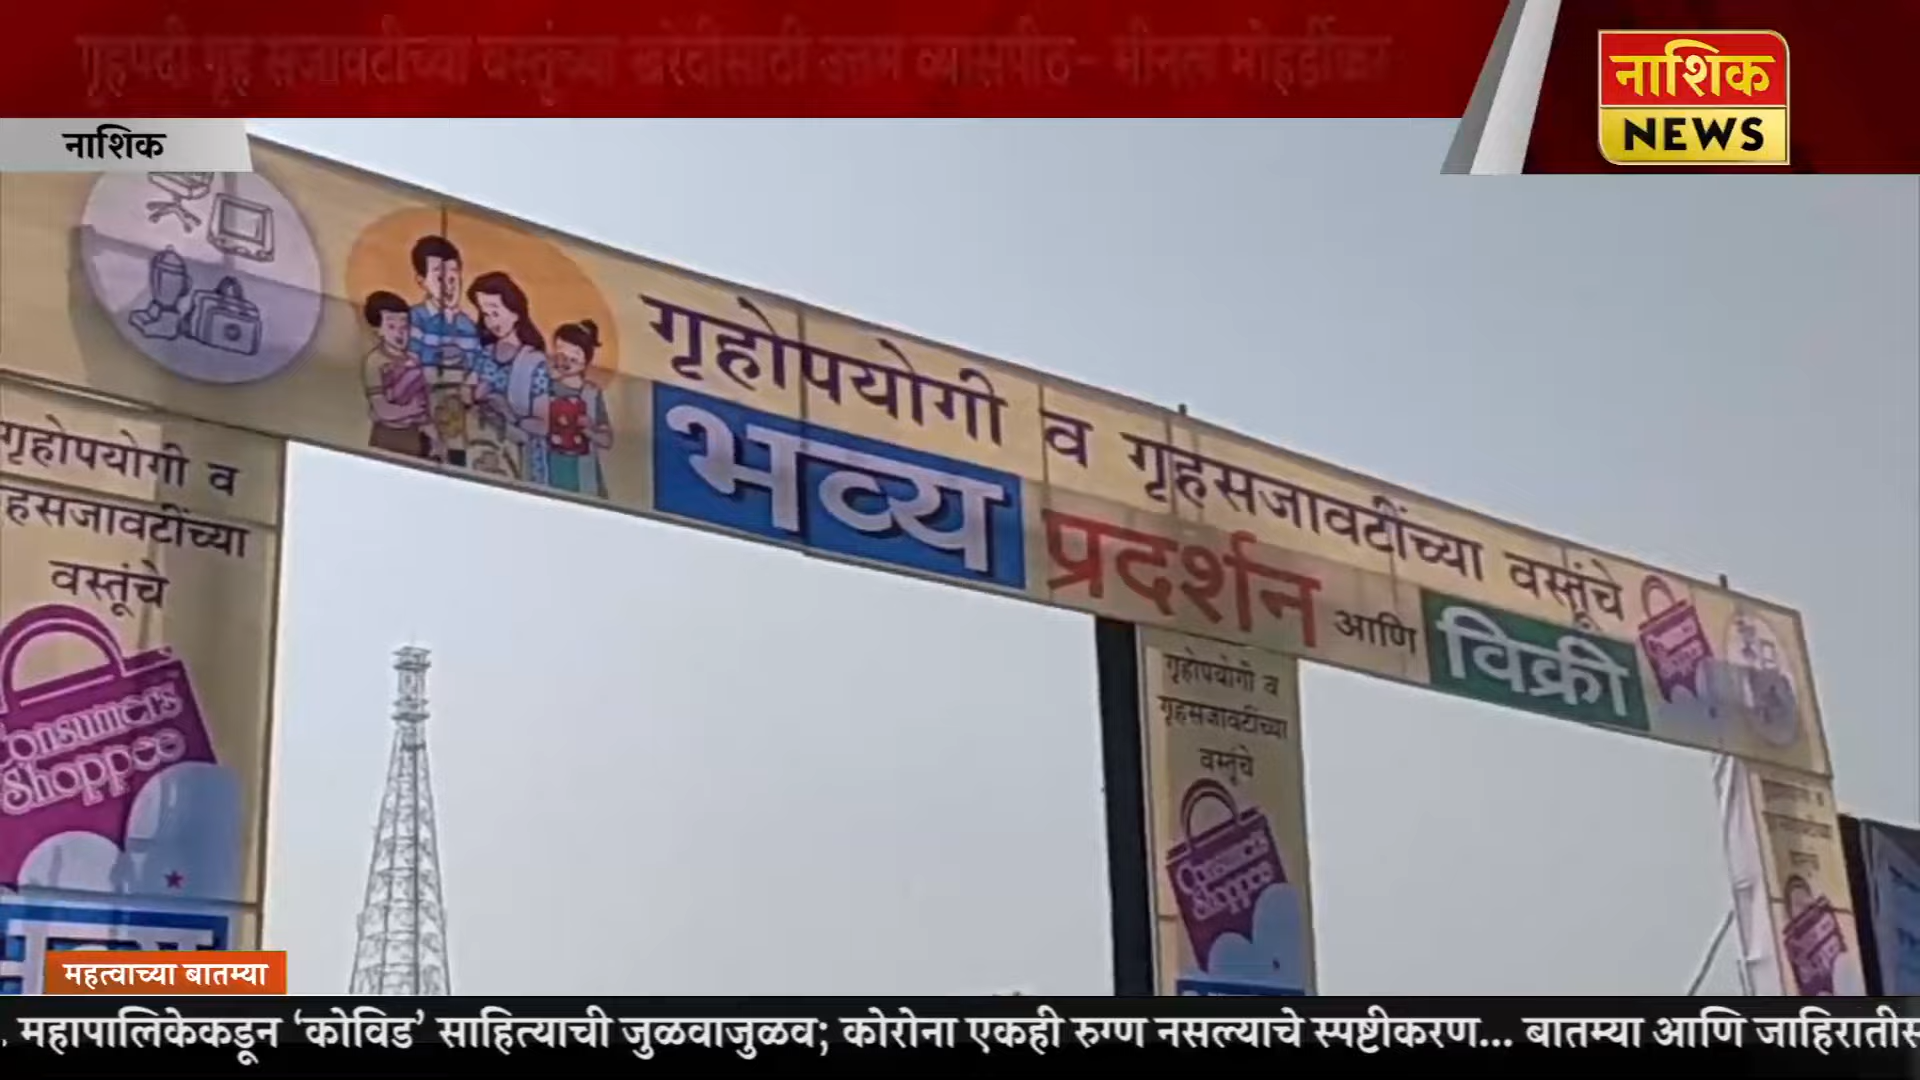 नाशिक
NEWS
नाशिक
गृहोपयोगी व गृहसजावटींच्या वस्तूंचे
भव्य प्रदर्शन आणि विक्री
गृहोपयोगी व
गृहसजावटींच्या
वस्तूंचे
Consumers
Shoppee
गृहोपयोगी व
गृहसजावटींच्या
वस्तूंचे
Consumers
Shoppee
महत्वाच्या बातम्या
. महापालिकेकडून ‘कोविड’ साहित्याची जुळवाजुळव; कोरोना एकही रुग्ण नसल्याचे स्पष्टीकरण... बातम्या आणि जाहिरातीस